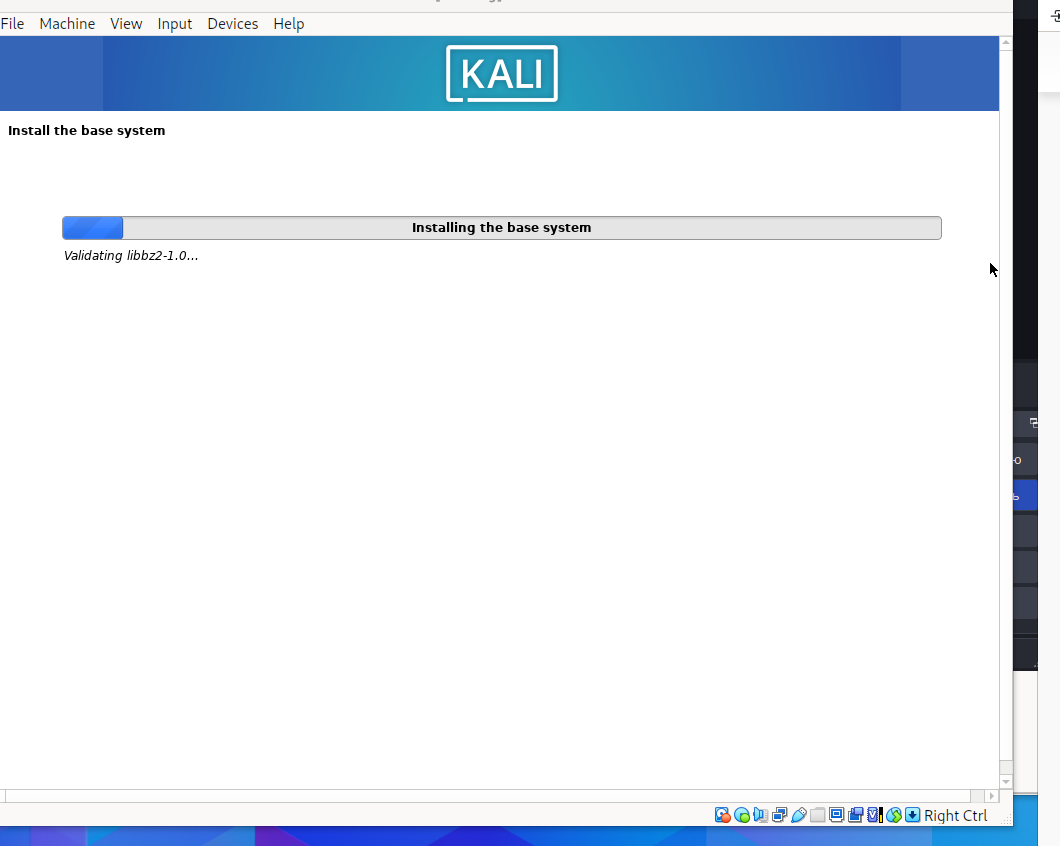 File Machine View Input Devices Help
KALI
Install the base system
Installing the base system
Validating libbz2-1.0...
Right Ctrl